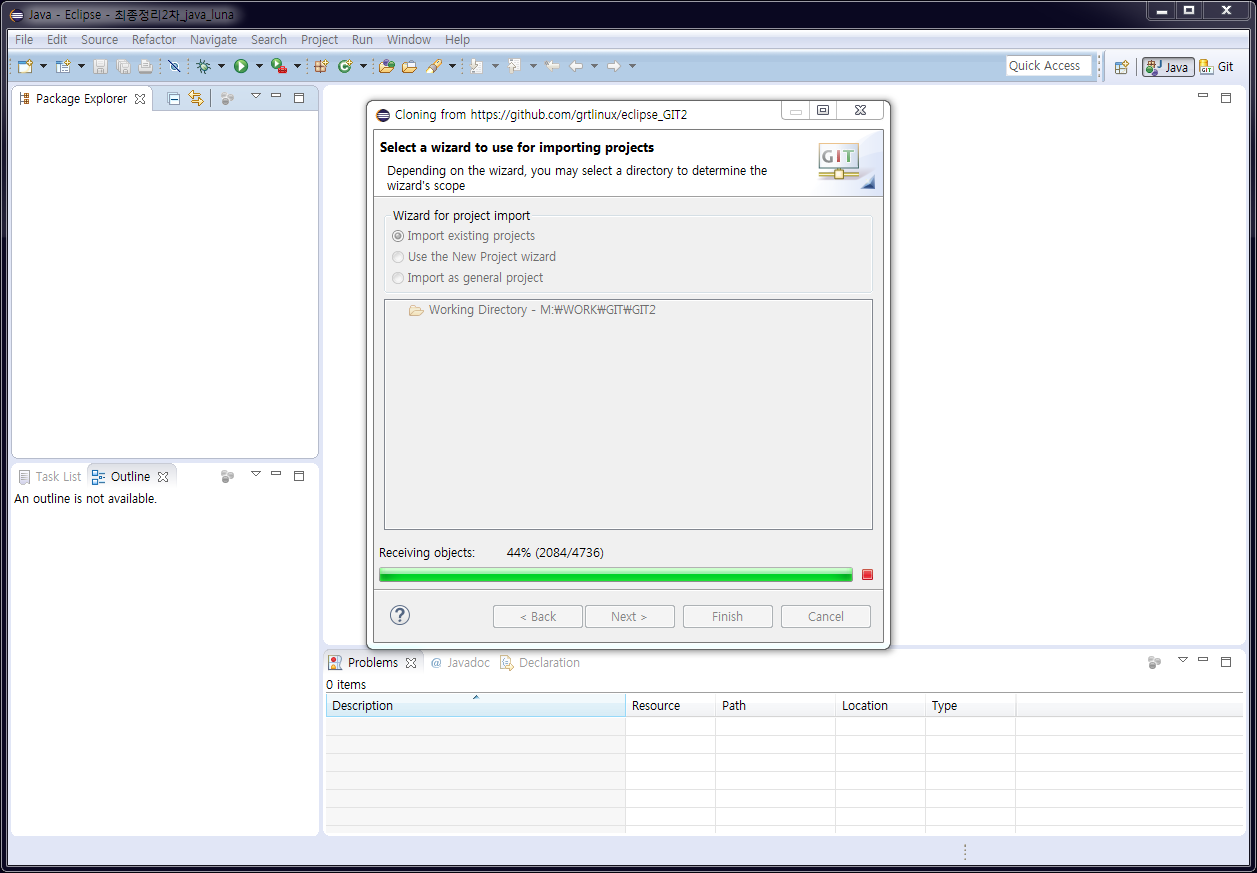 Java - Eclipse - 최종정리2차_java_luna
File Edit Source Refactor Navigate Search Project Run Window Help
Quick Access
Java
Git
Package Explorer
Cloning from https://github.com/grtlinux/eclipse_GIT2
Select a wizard to use for importing projects
Depending on the wizard, you may select a directory to determine the
wizard's scope
GIT
Wizard for project import
Import existing projects
Use the New Project wizard
Import as general project
Working Directory - M:₩WORK₩GIT₩GIT2
Receiving objects: 44% (2084/4736)
? < Back Next > Finish Cancel
Task List Outline
An outline is not available.
Problems @ Javadoc Declaration
0 items
Description Resource Path Location Type